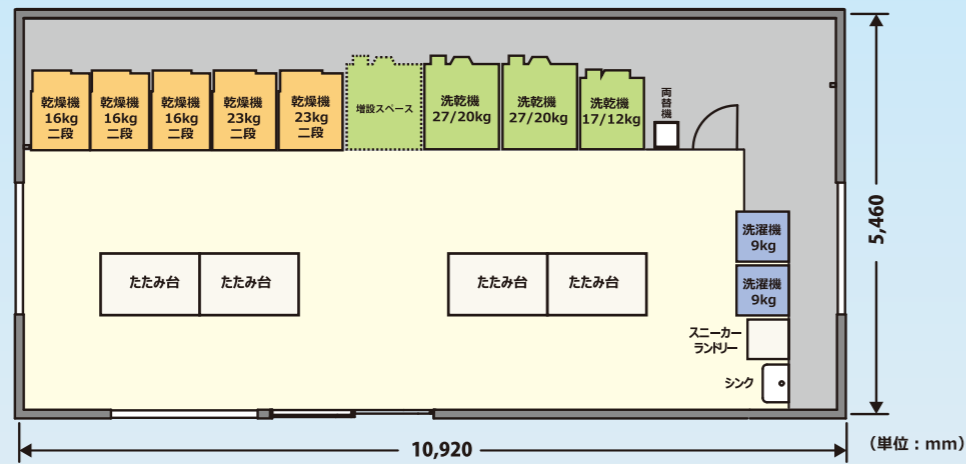 乾燥機
16kg
二段
乾燥機
16kg
二段
乾燥機
16kg
二段
乾燥機
23kg
二段
乾燥機
23kg
二段
増設スペース
洗乾機
27/20kg
洗乾機
27/20kg
洗乾機
17/12kg
両替機
洗濯機
9kg
洗濯機
9kg
スニーカー
ランドリー
シンク
たたみ台
たたみ台
たたみ台
たたみ台
5,460
10,920
(単位:mm)